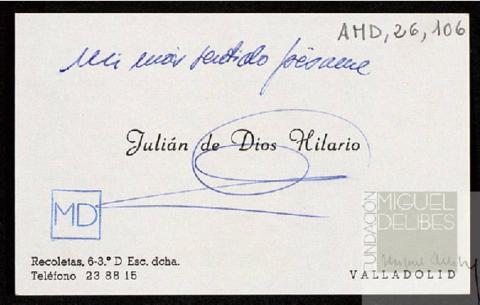 AMD, 26, 106
Mi más sentido pésame
Julián de Dios Hilario
MD
Recoletas, 6-3.º D Esc. dcha.
Teléfono 23 88 15
VALLADOLID
FUNDACIÓN
MIGUEL
DELIBES